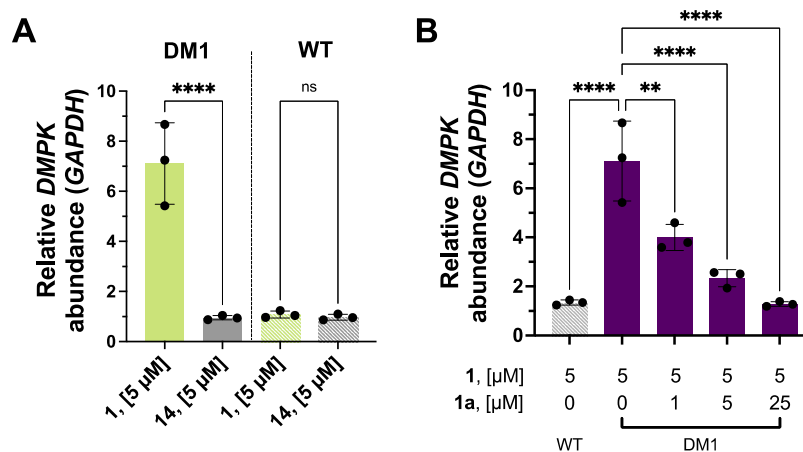 A
DM1
WT
Relative DMPK
abundance (GAPDH)
10
8
6
4
2
0
****
ns
1, [5 µM]
14, [5 µM]
1, [5 µM]
14, [5 µM]
B
Relative DMPK
abundance (GAPDH)
10
8
6
4
2
0
****
****
**** **
1, [µM] 5 5 5 5 5
1a, [µM] 0 0 1 5 25
WT DM1